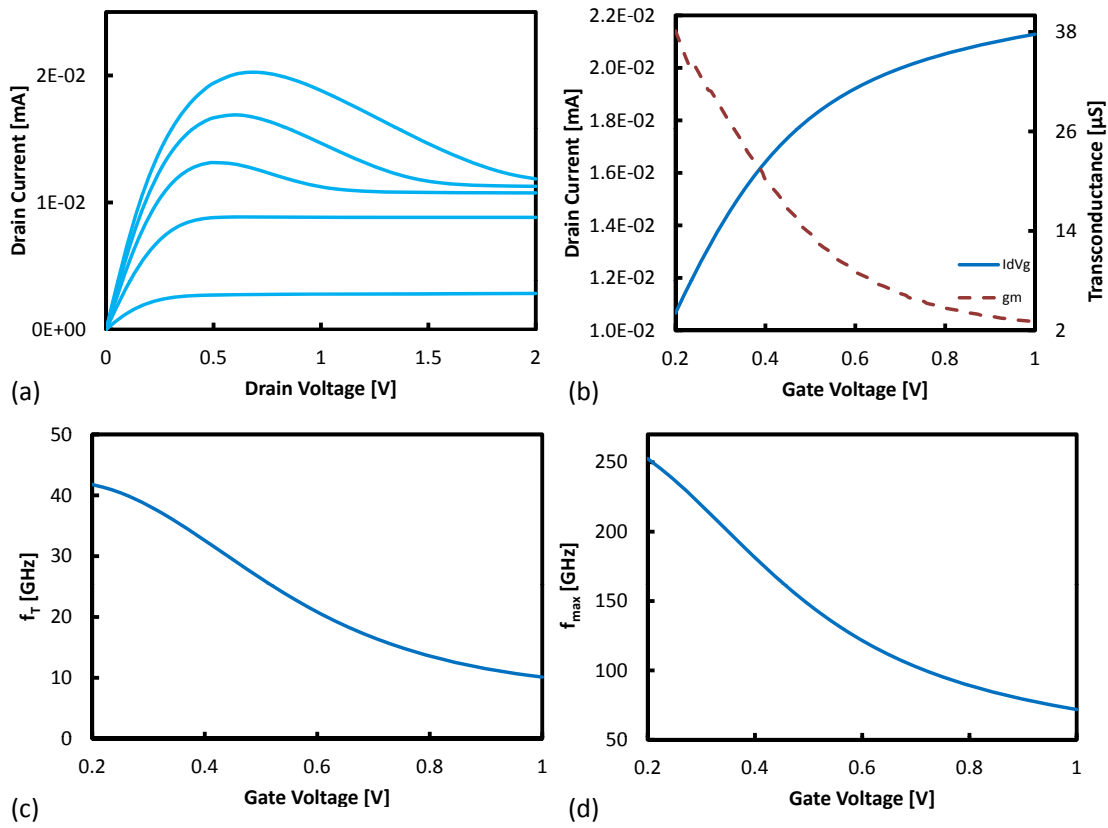 Drain Current [mA]
2E-02
1E-02
0E+00
0 0.5 1 1.5 2
Drain Voltage [V]
(a)
Drain Current [mA]
2.2E-02
2.0E-02
1.8E-02
1.6E-02
1.4E-02
1.2E-02
1.0E-02
38
26
14
2
Transconductance [µS]
IdVg
gm
0.2 0.4 0.6 0.8 1
Gate Voltage [V]
(b)
fT [GHz]
50
40
30
20
10
0
0.2 0.4 0.6 0.8 1
Gate Voltage [V]
(c)
fmax [GHz]
250
200
150
100
50
0.2 0.4 0.6 0.8 1
Gate Voltage [V]
(d)